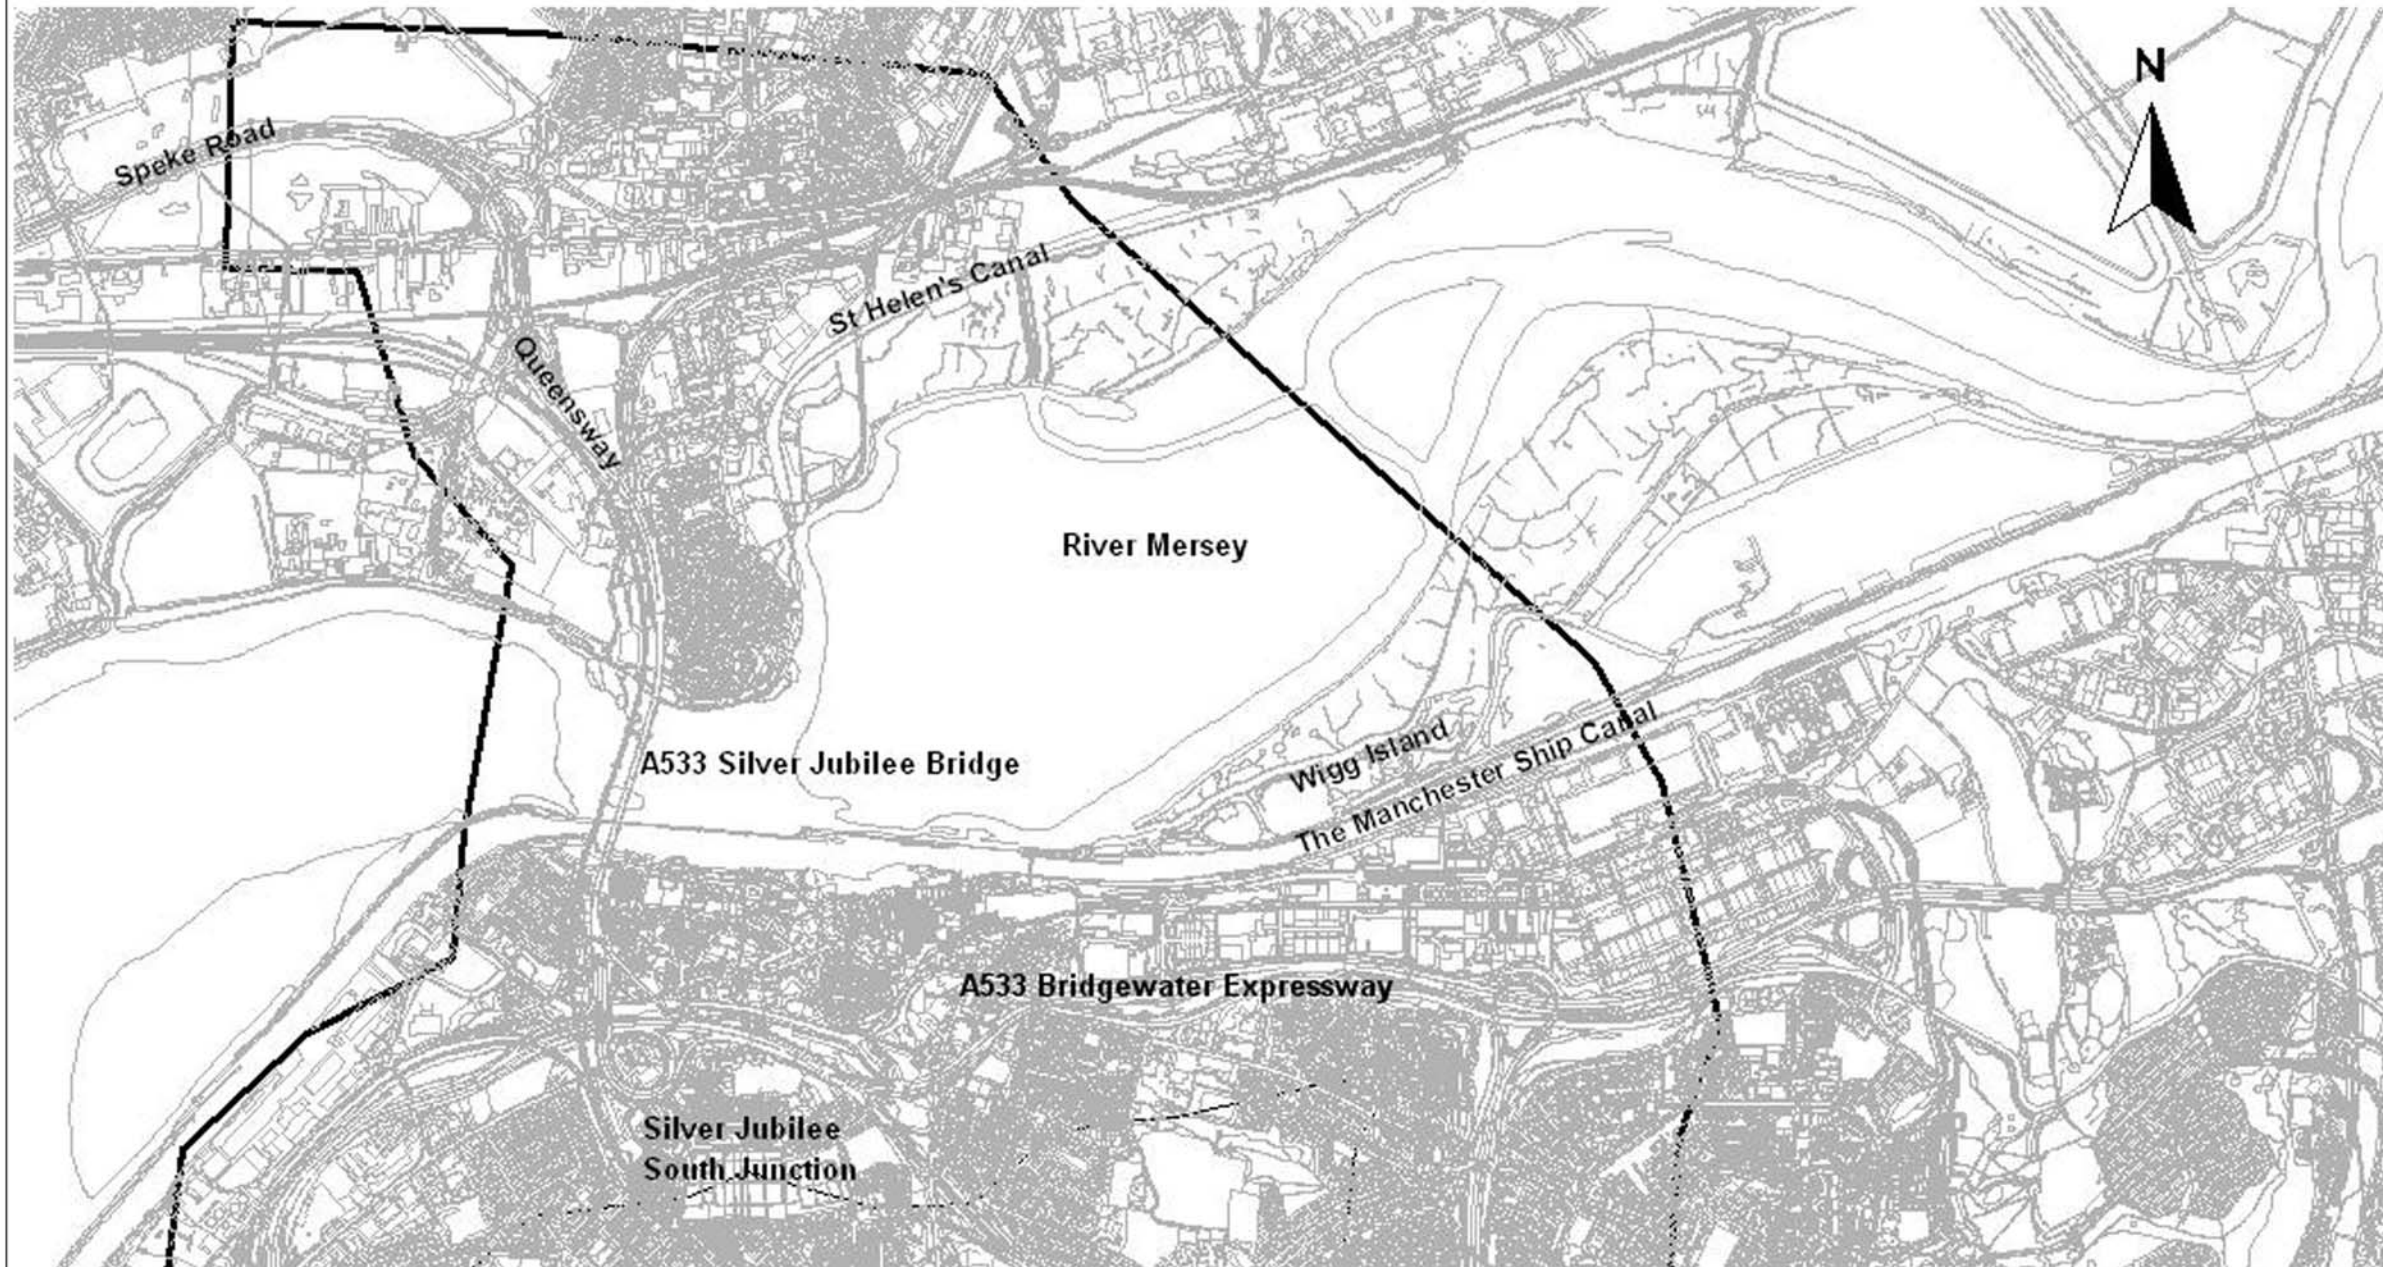 N
Speke Road
St Helen's Canal
Queensway
River Mersey
A533 Silver Jubilee Bridge
Wigg Island
The Manchester Ship Canal
A533 Bridgewater Expressway
Silver Jubilee
South Junction